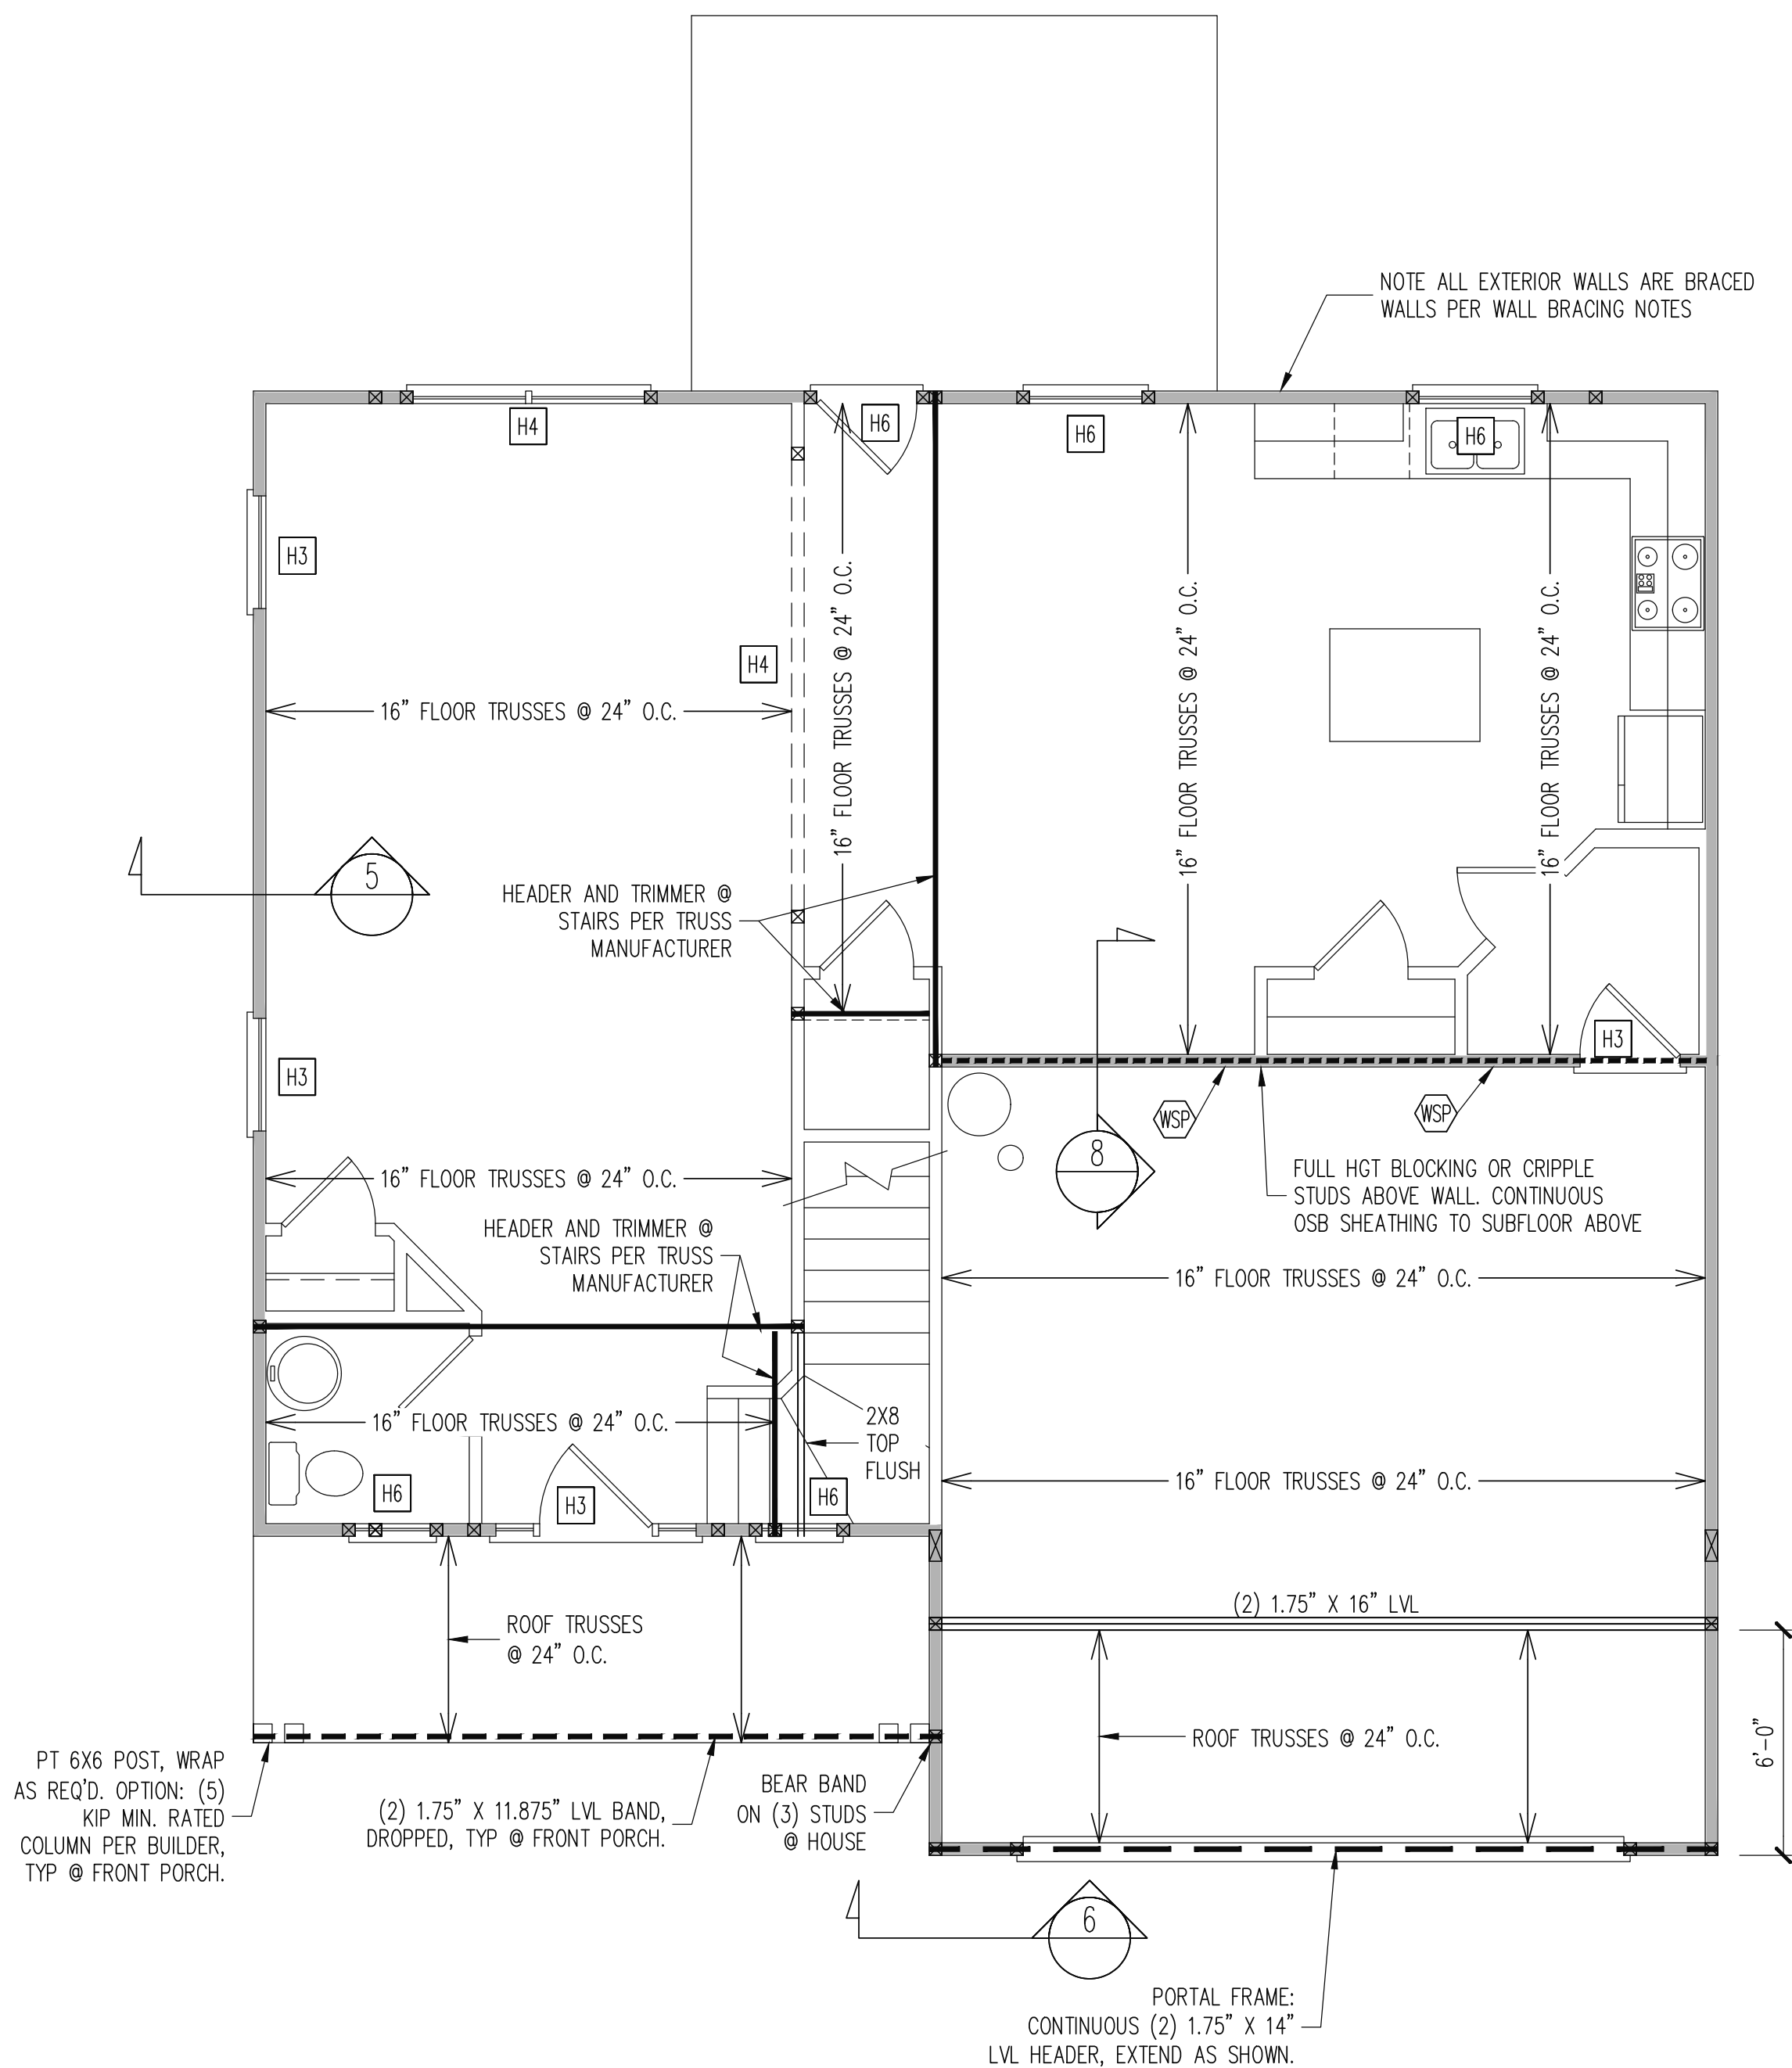 NOTE ALL EXTERIOR WALLS ARE BRACED
WALLS PER WALL BRACING NOTES
H4
H6
H6
H6
H3
H4
16” FLOOR TRUSSES @ 24” O.C.
16” FLOOR TRUSSES @ 24” O.C.
16” FLOOR TRUSSES @ 24” O.C.
16” FLOOR TRUSSES @ 24” O.C.
5
HEADER AND TRIMMER @
STAIRS PER TRUSS
MANUFACTURER
H3
H3
WSP
WSP
8
FULL HGT BLOCKING OR CRIPPLE
STUDS ABOVE WALL. CONTINUOUS
OSB SHEATHING TO SUBFLOOR ABOVE
16” FLOOR TRUSSES @ 24” O.C.
HEADER AND TRIMMER @
STAIRS PER TRUSS
MANUFACTURER
16” FLOOR TRUSSES @ 24” O.C.
16” FLOOR TRUSSES @ 24” O.C.
2X8
TOP
FLUSH
16” FLOOR TRUSSES @ 24” O.C.
H6
H3
H6
(2) 1.75” X 16” LVL
ROOF TRUSSES
@ 24” O.C.
ROOF TRUSSES @ 24” O.C.
6’-0”
PT 6X6 POST, WRAP
AS REQ’D. OPTION: (5)
KIP MIN. RATED
COLUMN PER BUILDER,
TYP @ FRONT PORCH.
(2) 1.75” X 11.875” LVL BAND,
DROPPED, TYP @ FRONT PORCH.
BEAR BAND
ON (3) STUDS
@ HOUSE
6
PORTAL FRAME:
CONTINUOUS (2) 1.75” X 14”
LVL HEADER, EXTEND AS SHOWN.